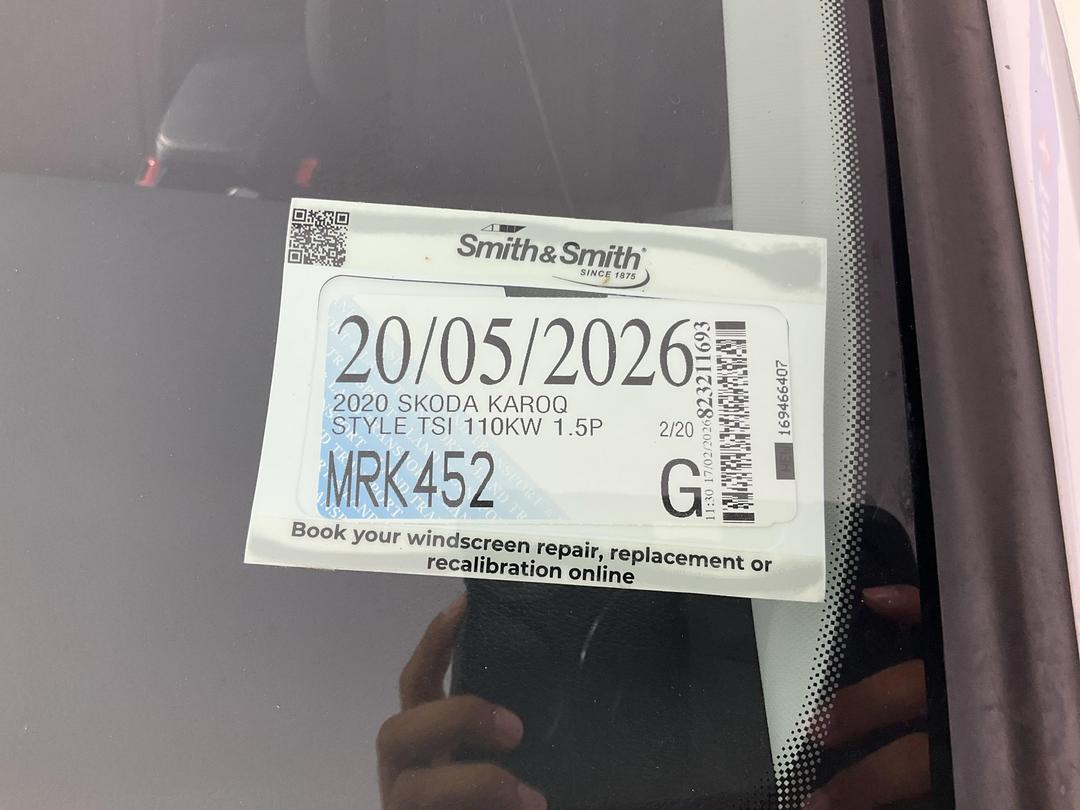 Smith&Smith®
SINCE 1875
20/05/2026
2020 SKODA KAROQ
STYLE TSI 110KW 1.5P
2/20
MRK452
G
11:30 17/02/2026
823211693
169466407
Book your windscreen repair, replacement or
recalibration online